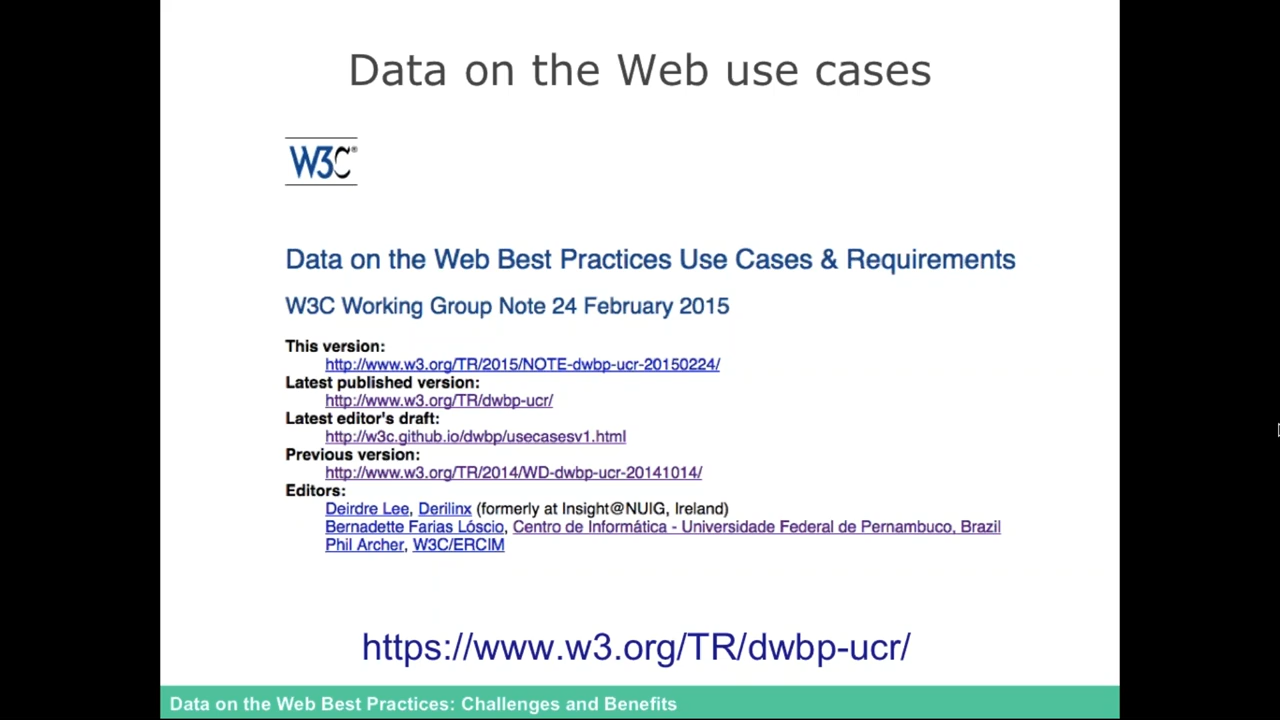 Data on the Web use cases
W3C®
Data on the Web Best Practices Use Cases & Requirements
W3C Working Group Note 24 February 2015
This version:
http://www.w3.org/TR/2015/NOTE-dwbp-ucr-20150224/
Latest published version:
http://www.w3.org/TR/dwbp-ucr/
Latest editor's draft:
http://w3c.github.io/dwbp/usecasesv1.html
Previous version:
http://www.w3.org/TR/2014/WD-dwbp-ucr-20141014/
Editors:
Deirdre Lee, Derilinx (formerly at Insight@NUIG, Ireland)
Bernadette Farias Lóscio, Centro de Informática - Universidade Federal de Pernambuco, Brazil
Phil Archer, W3C/ERCIM
https://www.w3.org/TR/dwbp-ucr/
Data on the Web Best Practices: Challenges and Benefits